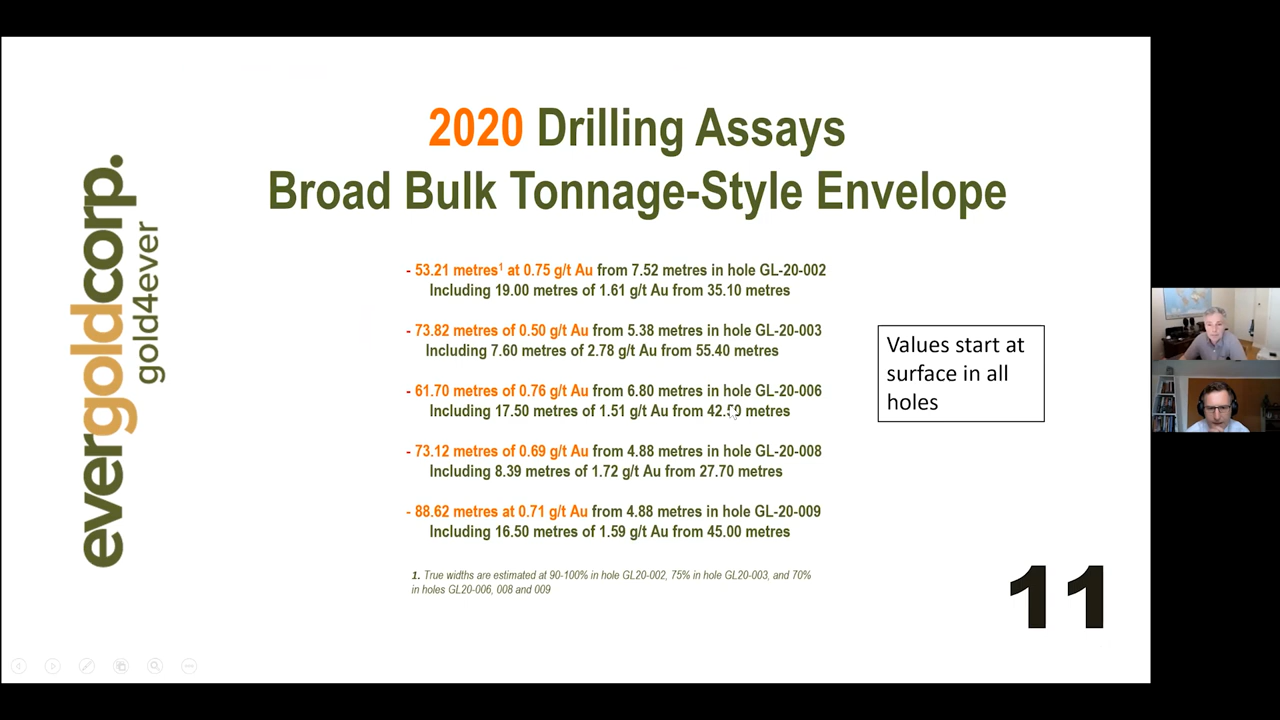 evergoldcorp.
gold4ever
2020 Drilling Assays
Broad Bulk Tonnage-Style Envelope
- 53.21 metres1 at 0.75 g/t Au from 7.52 metres in hole GL-20-002
Including 19.00 metres of 1.61 g/t Au from 35.10 metres
- 73.82 metres of 0.50 g/t Au from 5.38 metres in hole GL-20-003
Including 7.60 metres of 2.78 g/t Au from 55.40 metres
- 61.70 metres of 0.76 g/t Au from 6.80 metres in hole GL-20-006
Including 17.50 metres of 1.51 g/t Au from metres
- 73.12 metres of 0.69 g/t Au from 4.88 metres in hole GL-20-008
Including 8.39 metres of 1.72 g/t Au from 27.70 metres
- 88.62 metres at 0.71 g/t Au from 4.88 metres in hole GL-20-009
Including 16.50 metres of 1.59 g/t Au from 45.00 metres
1. True widths are estimated at 90-100% in hole GL20-002, 75% in hole GL20-003, and 70%
in holes GL20-006, 008 and 009
Values start at
surface in all
holes
11